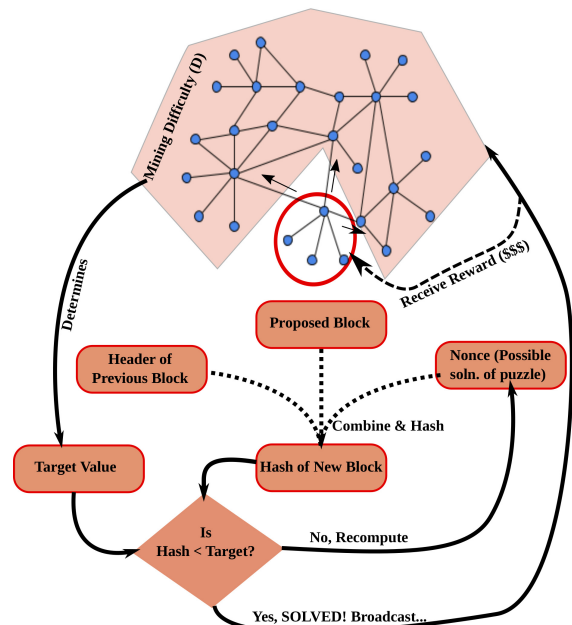 Mining Difficulty (D)
Receive Reward ($$$)
Determines
Proposed Block
Header of
Previous Block
Nonce (Possible
soln. of puzzle)
Combine & Hash
Target Value
Hash of New Block
Is
Hash < Target?
No, Recompute
Yes, SOLVED! Broadcast...